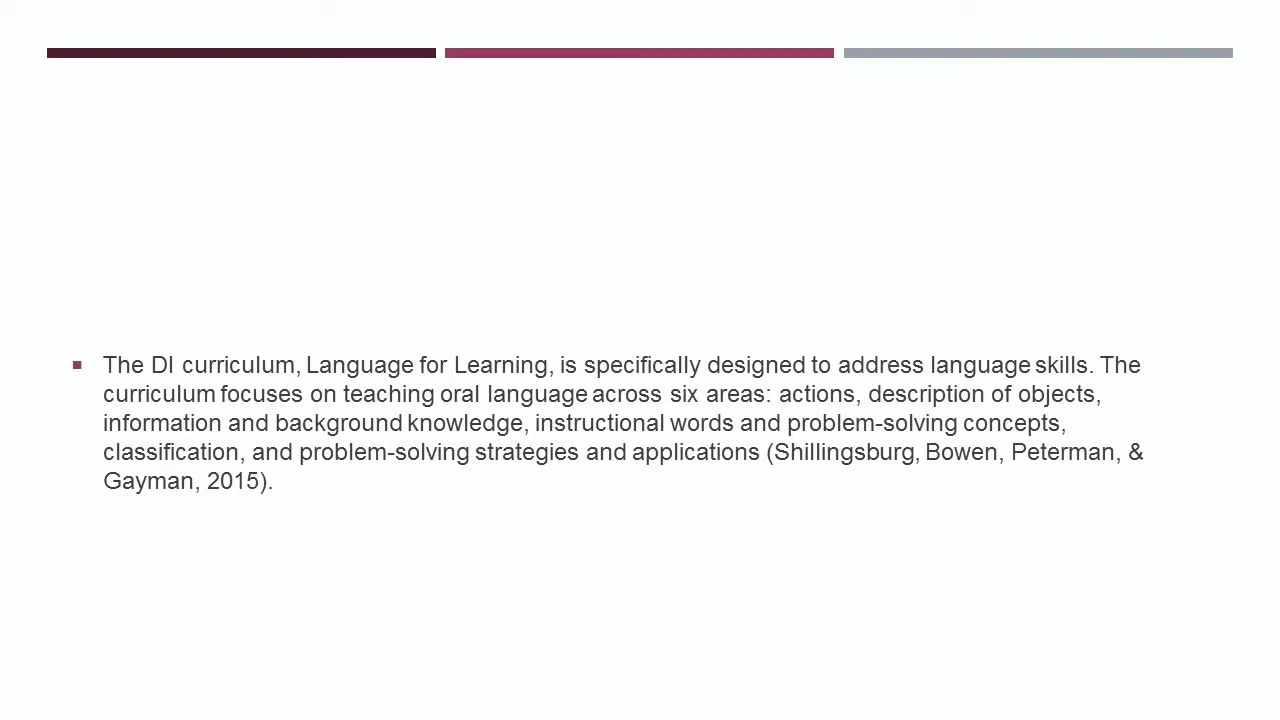 The DI curriculum, Language for Learning, is specifically designed to address language skills. The
curriculum focuses on teaching oral language across six areas: actions, description of objects,
information and background knowledge, instructional words and problem-solving concepts,
classification, and problem-solving strategies and applications (Shillingsburg, Bowen, Peterman, &
Gayman, 2015).